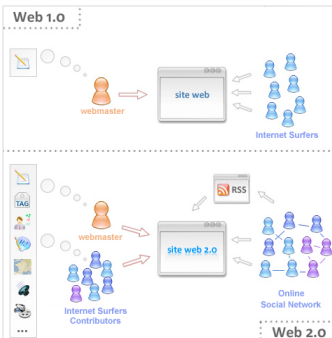 Web 1.0
site web
webmaster
Internet Surfers
RSS
TAG
webmaster
site web 2.0
Internet Surfers
Contributors
Online
Social Network
...
Web 2.0